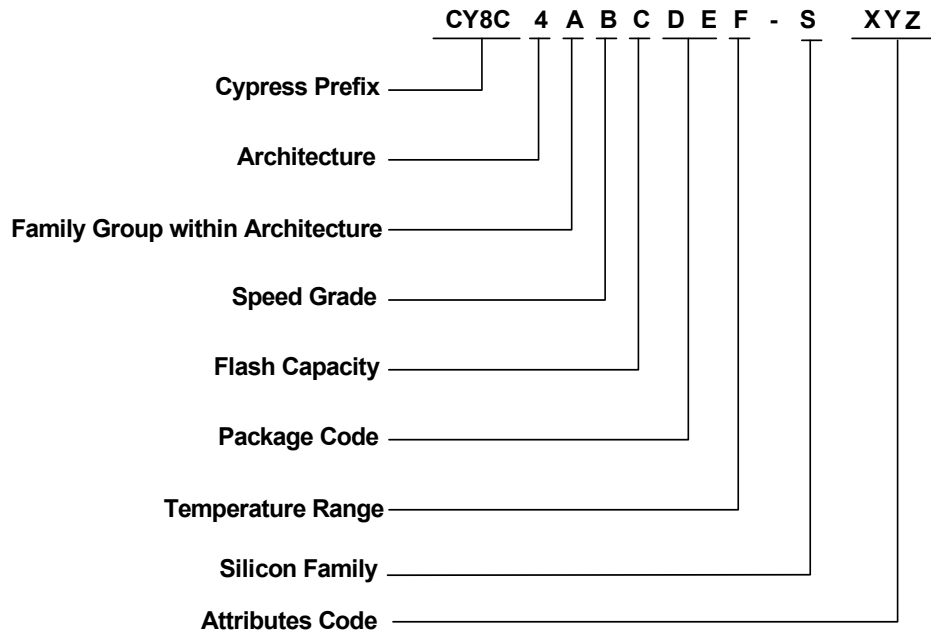 CY8C 4 A B C D E F - S XYZ
Cypress Prefix
Architecture
Family Group within Architecture
Speed Grade
Flash Capacity
Package Code
Temperature Range
Silicon Family
Attributes Code